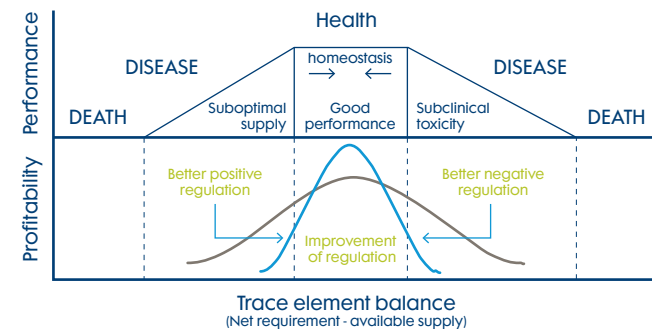 Health
Performance
homeostasis
DISEASE
DISEASE
DEATH
Suboptimal
supply
Good
performance
Subclinical
toxicity
DEATH
Profitability
Better positive
regulation
Better negative
regulation
Improvement
of regulation
Trace element balance
(Net requirement - available supply)